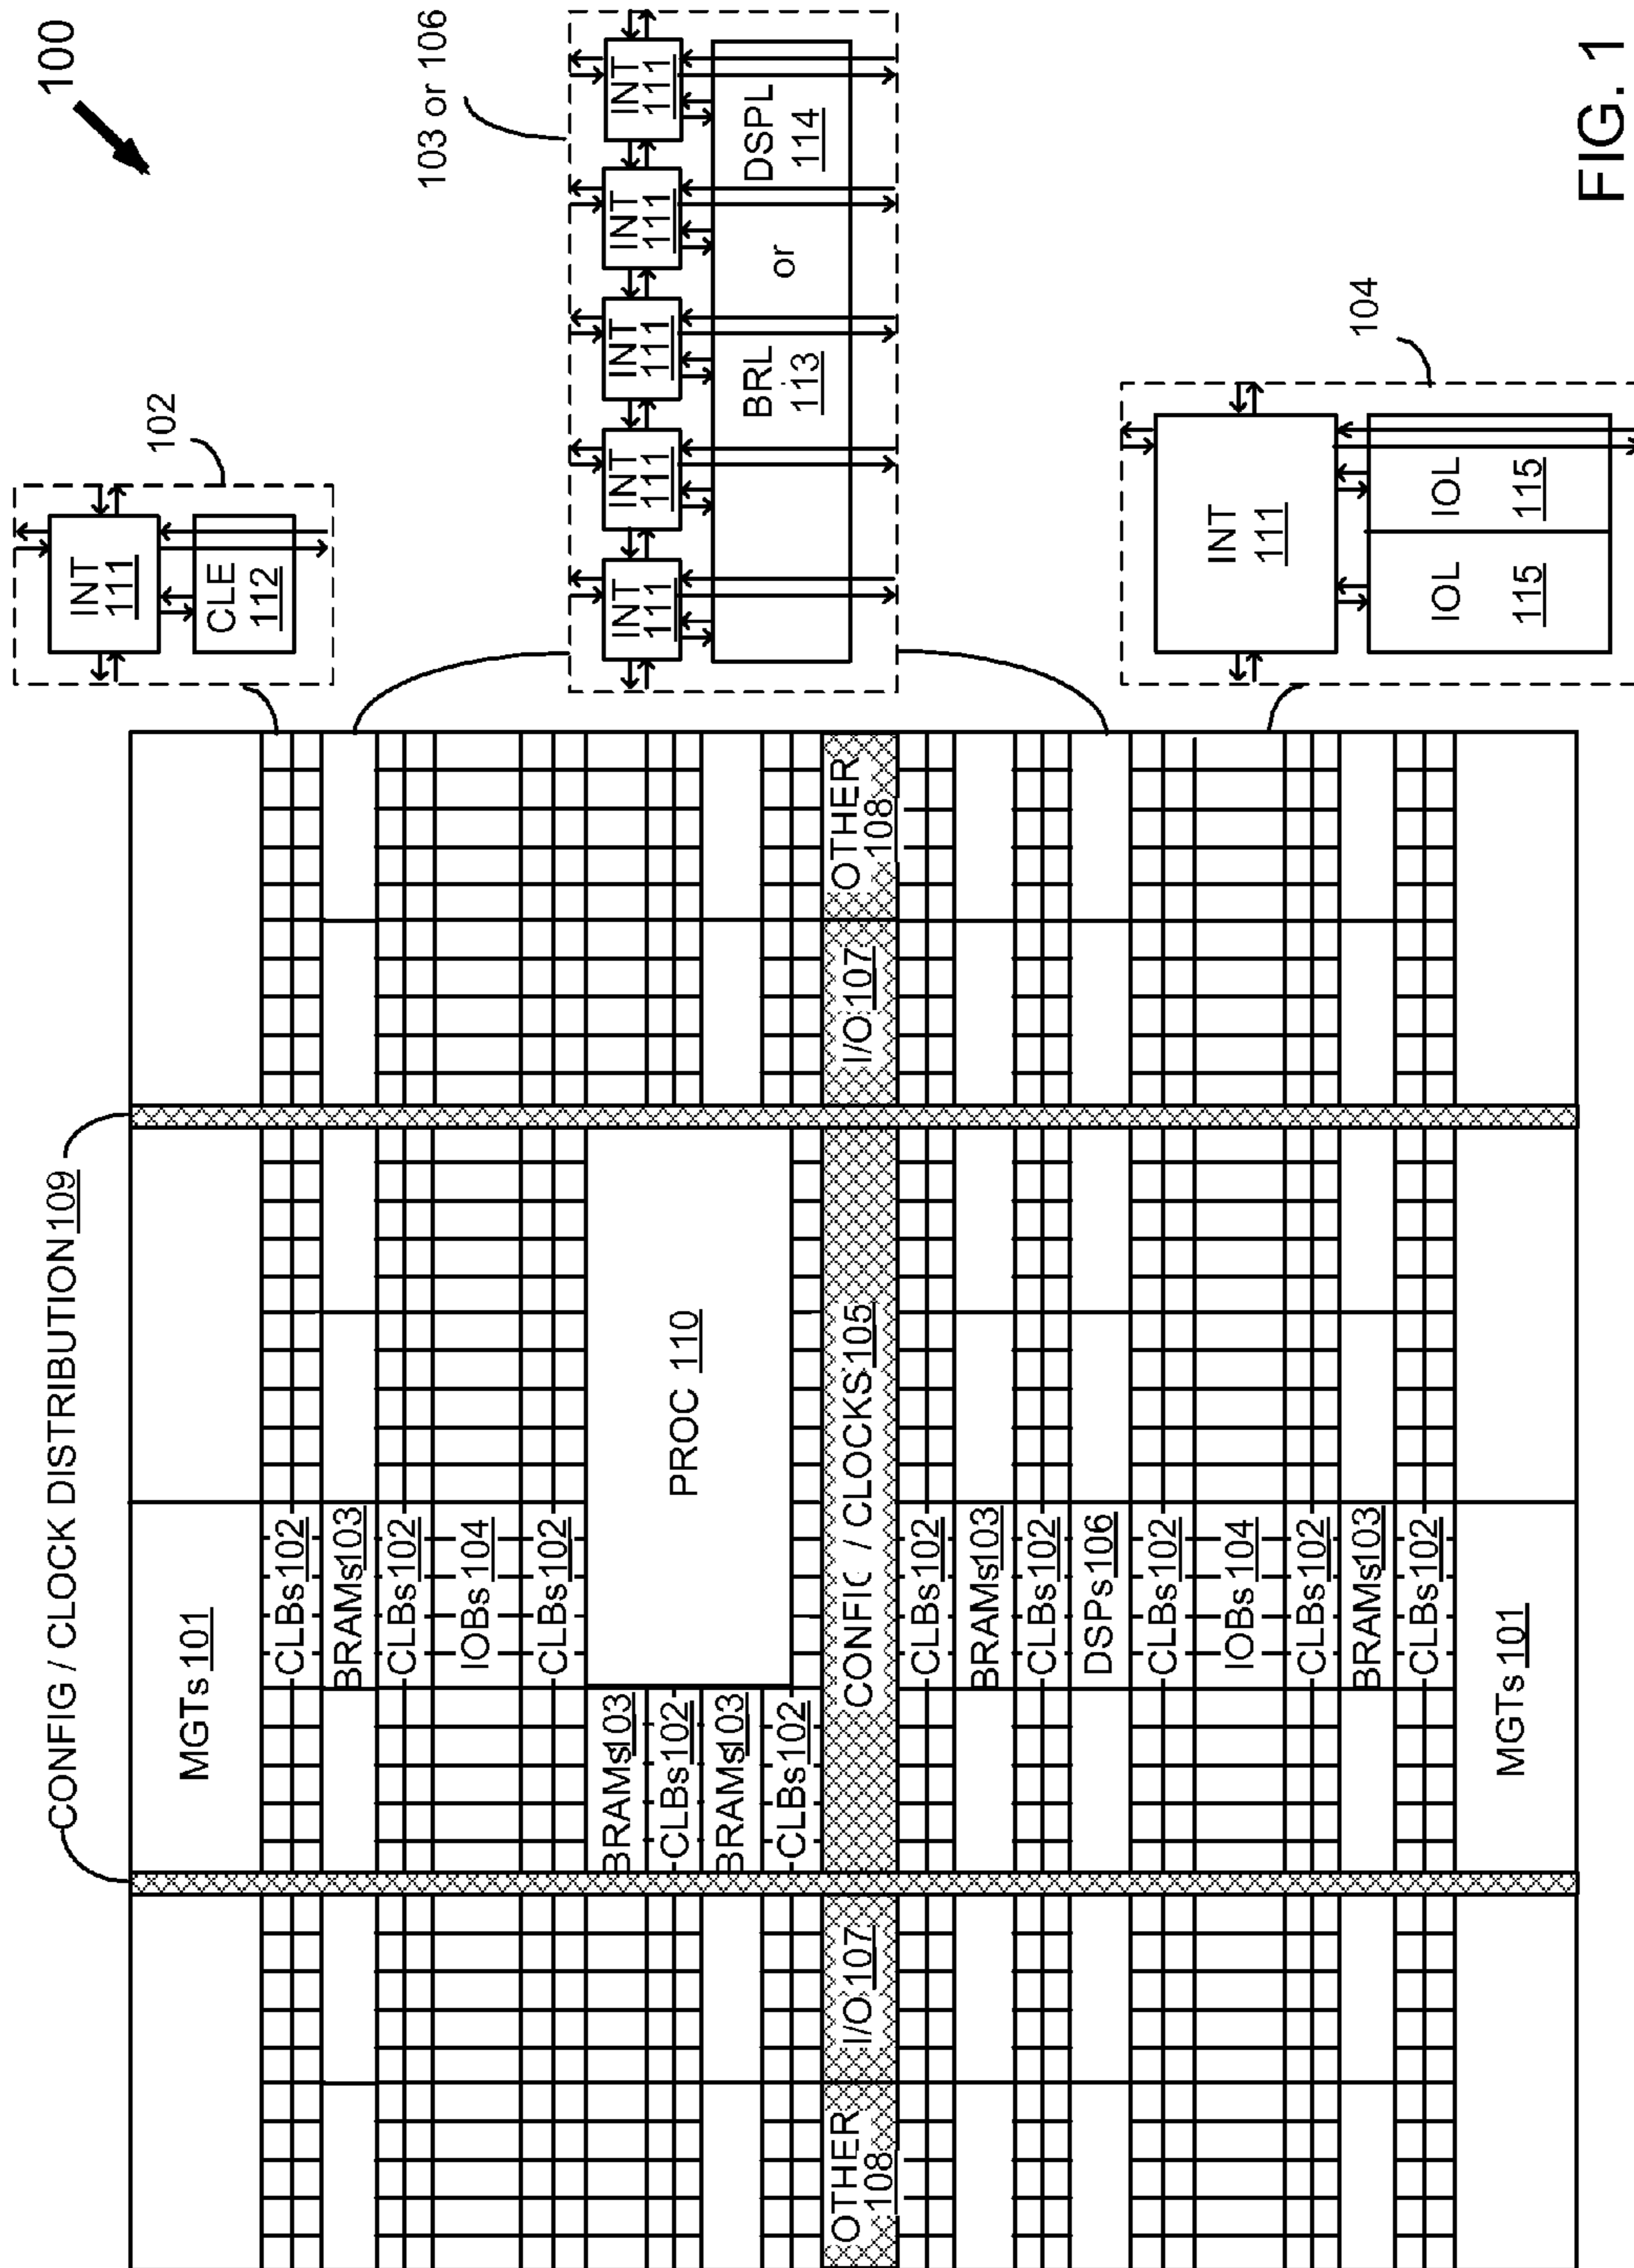 100
CONFIG / CLOCK DISTRIBUTION 109
MGTs 101
CLBs 102
BRAMs 103
CLBs 102
IOBs 104
CLBs 102
BRAMs 103
CLBs 102
BRAMs 103
CLBs 102
PROC 110
OTHER
108
I/O 107
CONFIG / CLOCKS 105
I/O 107
OTHER
108
CLBs 102
BRAMs 103
CLBs 102
DSPs 106
CLBs 102
IOBs 104
CLBs 102
BRAMs 103
CLBs 102
MGTs 101
102
INT
111
CLE
112
103 or 106
INT
111
INT
111
INT
111
INT
111
INT
111
BRL
113
or
DSPL
114
104
INT
111
IOL
115
IOL
115
FIG. 1